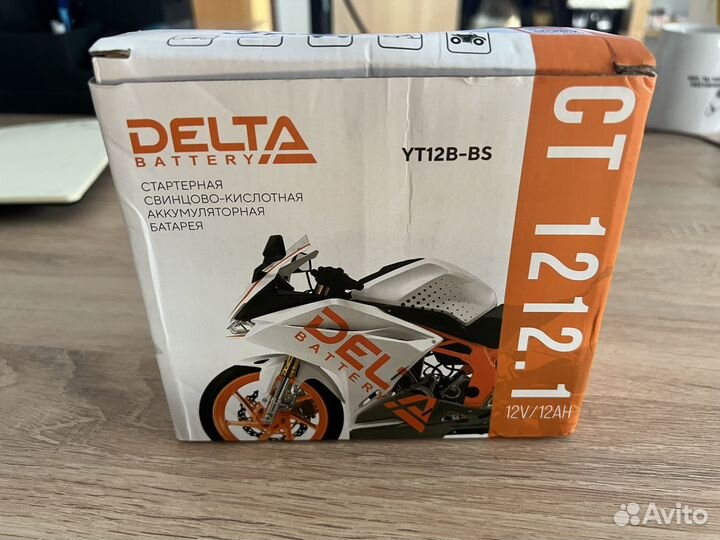 DELTA
BATTERY
YT12B-BS
СТАРТЕРНАЯ
СВИНЦОВО-КИСЛОТНАЯ
АККУМУЛЯТОРНАЯ
БАТАРЕЯ
DELTA
BATTERY
CT 1212.1
12V/12AH
Avito